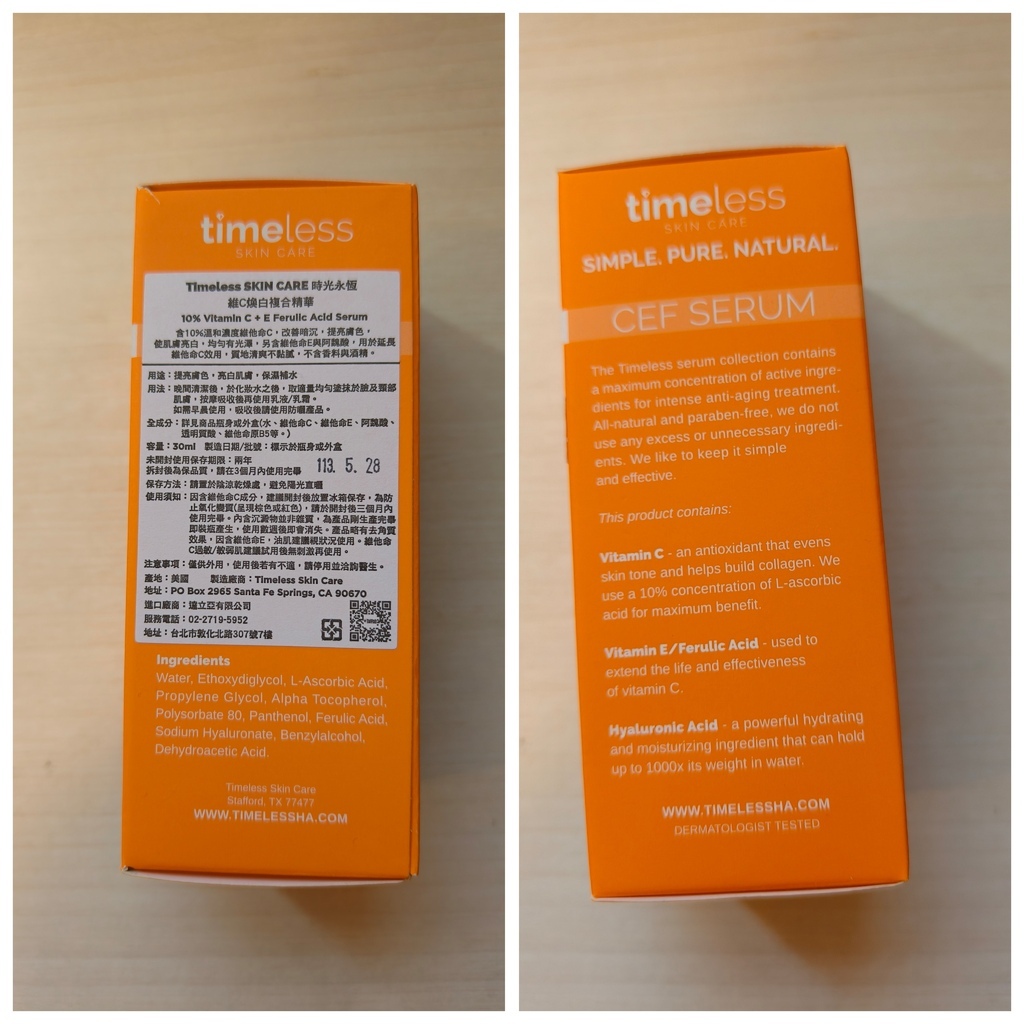 timeless
SKIN CARE
Timeless SKIN CARE 時光永恆
維C煥白複合精華
10% Vitamin C + E Ferulic Acid Serum
含10%溫和濃度維他命C，改善暗沉，提亮膚色，
使肌膚亮白，均勻有光澤，另含維他命E與阿魏酸，用於延長
維他命C效用，質地清爽不黏膩，不含香料與酒精。
用途：提亮膚色，亮白肌膚，保濕補水
用法：晚間清潔後，於化妝水之後，取適量均勻塗抹於臉及頸部
肌膚，按摩吸收後再使用乳液/乳霜。
如需早晨使用，吸收後請使用防曬產品。
全成分：詳見商品瓶身或外盒(水、維他命C、維他命E、阿魏酸、
透明質酸、維他命原B5等。)
容量：30ml 製造日期/批號：標示於瓶身或外盒
未開封使用保存期限：兩年
拆封後為保品質，請在3個月內使用完畢 113. 5. 28
保存方法：請置於陰涼乾燥處，避免陽光直曬
使用須知：因含維他命C成分，建議開封後放置冰箱保存，為防
止氧化變質(呈現棕色或紅色)，請於開封後三個月內
使用完畢。內含沉澱物並非雜質，為產品剛生產完畢
即裝瓶產生，使用數週後即會消失。產品略有去角質
效果，因含維他命E，油肌建議視狀況使用。維他命
C過敏/敏弱肌建議試用後無刺激再使用。
注意事項：僅供外用，使用後若有不適，請停用並洽詢醫生。
產地：美國 製造廠商：Timeless Skin Care
地址：PO Box 2965 Santa Fe Springs, CA 90670
進口廠商：達立亞有限公司
服務電話：02-2719-5952
地址：台北市敦化北路307號7樓
Ingredients
Water, Ethoxydiglycol, L-Ascorbic Acid,
Propylene Glycol, Alpha Tocopherol,
Polysorbate 80, Panthenol, Ferulic Acid,
Sodium Hyaluronate, Benzylalcohol,
Dehydroacetic Acid.
Timeless Skin Care
Stafford, TX 77477
WWW.TIMELESSHA.COM
timeless
SKIN CARE
SIMPLE. PURE. NATURAL.
CEF SERUM
The Timeless serum collection contains
a maximum concentration of active ingre-
dients for intense anti-aging treatment.
All-natural and paraben-free, we do not
use any excess or unnecessary ingredi-
ents. We like to keep it simple
and effective.
This product contains:
Vitamin C - an antioxidant that evens
skin tone and helps build collagen. We
use a 10% concentration of L-ascorbic
acid for maximum benefit.
Vitamin E/Ferulic Acid - used to
extend the life and effectiveness
of vitamin C.
Hyaluronic Acid - a powerful hydrating
and moisturizing ingredient that can hold
up to 1000x its weight in water.
WWW.TIMELESSHA.COM
DERMATOLOGIST TESTED